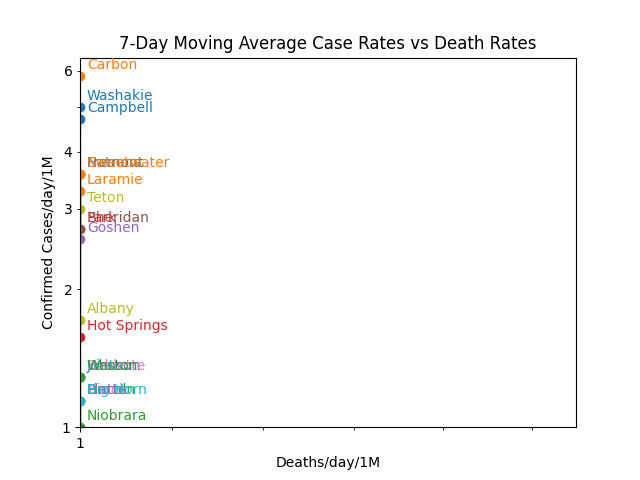 7-Day Moving Average Case Rates vs Death Rates
Confirmed Cases/day/1M
6
4
3
2
1
Carbon
Washakie
Campbell
Laramie
Teton
Park
Sheridan
Goshen
Albany
Hot Springs
Weston
Niobrara
1
Deaths/day/1M